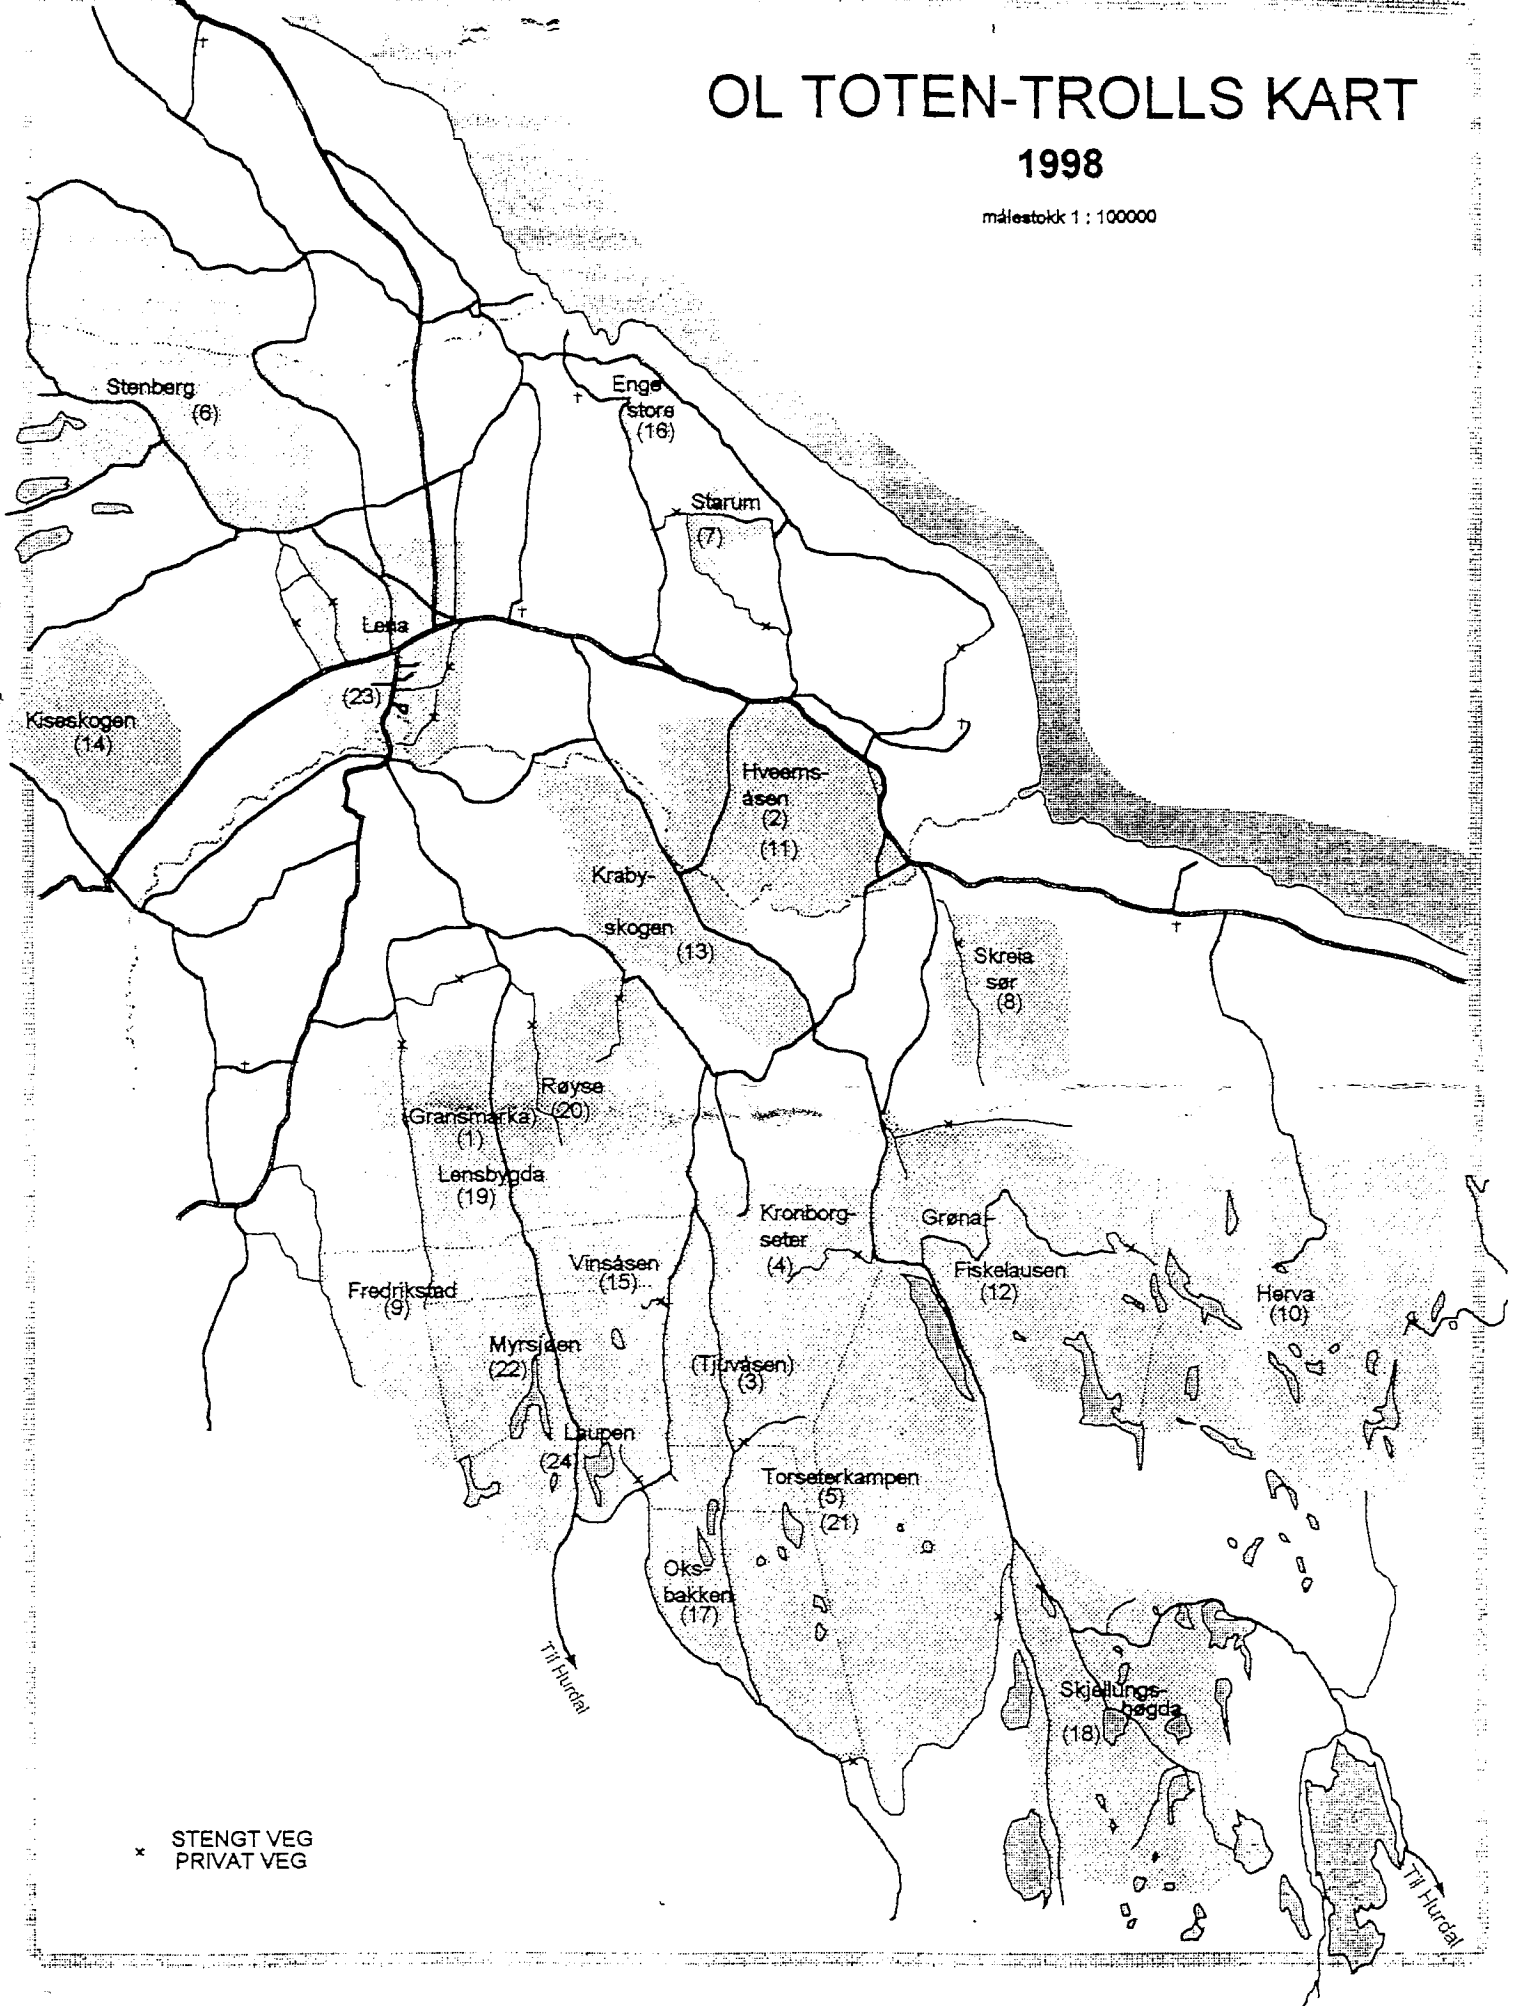 OL TOTEN-TROLLS KART
1998
målestokk 1 : 100000
Stenberg
(6)
Enge
store
(16)
Starum
(7)
Lena
(23)
Kiseskogen
(14)
Hveems-
åsen
(2)
(11)
Kraby-
skogen
(13)
Skreia
sør
(8)
Røyse
(20)
(Gransmarka)
(1)
Lensbygda
(19)
Kronborg-
seter
(4)
Grøna-
Fiskelausen
(12)
Vinsåsen
(15)
Fredrikstad
(9)
Herva
(10)
Myrsjøen
(22)
(Tjuvåsen)
(3)
Laupen
(24)
Torseterkampen
(5)
(21)
Oks-
bakken
(17)
Til Hurdal
Skjellungs-
høgda
(18)
x STENGT VEG
PRIVAT VEG
Til Hurdal